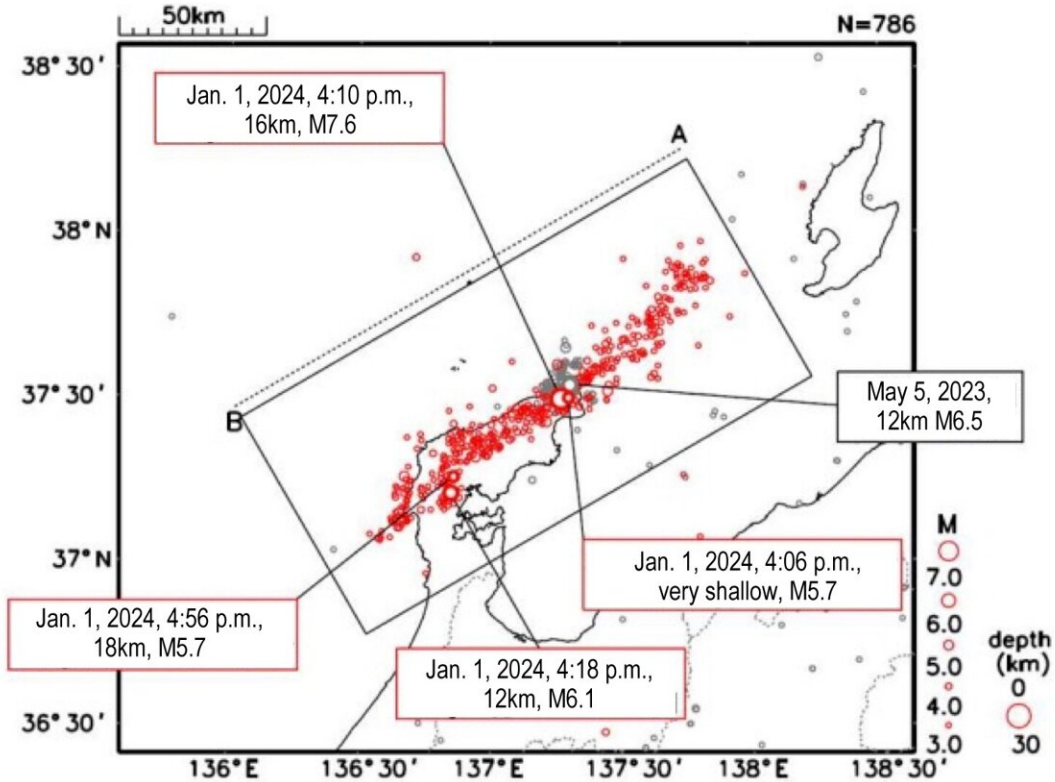 50km
N=786
38°30′
Jan. 1, 2024, 4:10 p.m.,
16km, M7.6
A
38°N
37°30′
B
May 5, 2023,
12km M6.5
37°N
Jan. 1, 2024, 4:06 p.m.,
very shallow, M5.7
Jan. 1, 2024, 4:56 p.m.,
18km, M5.7
Jan. 1, 2024, 4:18 p.m.,
12km, M6.1
36°30′
136°E
136°30′
137°E
137°30′
138°E
138°30′
M
7.0
6.0
5.0
4.0
3.0
depth
(km)
0
30